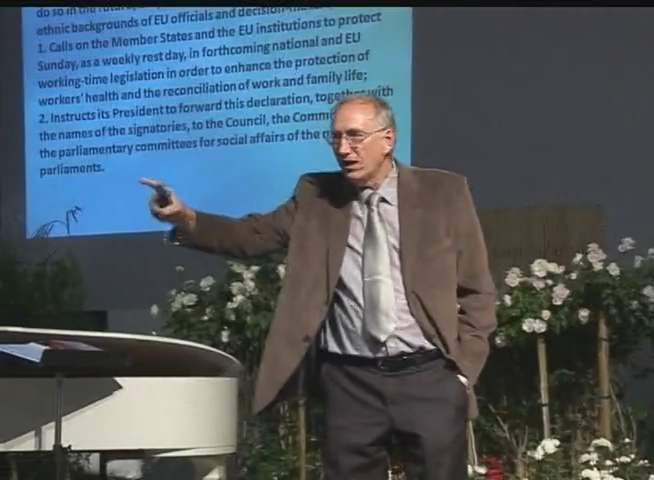 do so in the future,
ethnic backgrounds of EU officials and decision-
1. Calls on the Member States and the EU institutions to protect
Sunday, as a weekly rest day, in forthcoming national and EU
working-time legislation in order to enhance the protection of
workers' health and the reconciliation of work and family life;
2. Instructs its President to forward this declaration, together with
the names of the signatories, to the Council, the
the parliamentary committees for social affairs of the
parliaments.